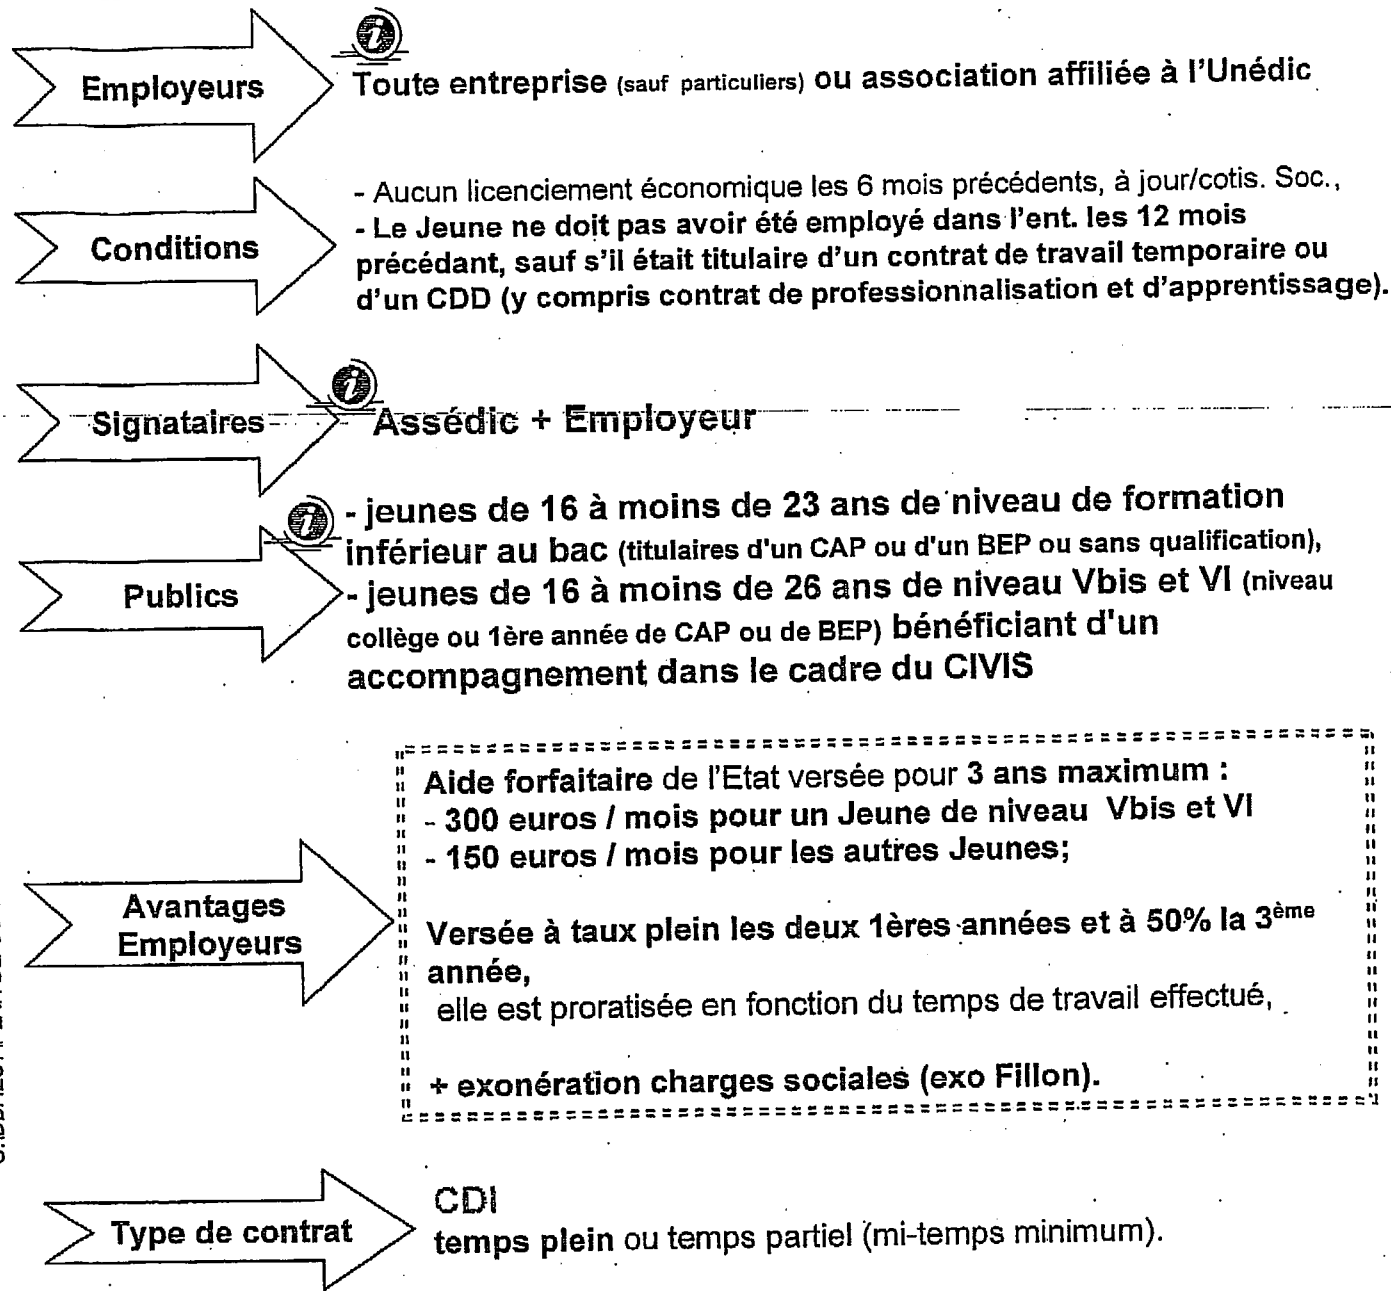 Employeurs
Toute entreprise (sauf particuliers) ou association affiliée à l'Unédic
Conditions
- Aucun licenciement économique les 6 mois précédents, à jour/cotis. Soc.,
- Le Jeune ne doit pas avoir été employé dans l'ent. les 12 mois
précédant, sauf s'il était titulaire d'un contrat de travail temporaire ou
d'un CDD (y compris contrat de professionnalisation et d'apprentissage).
Signataires
Assédic + Employeur
Publics
- jeunes de 16 à moins de 23 ans de niveau de formation
inférieur au bac (titulaires d'un CAP ou d'un BEP ou sans qualification),
- jeunes de 16 à moins de 26 ans de niveau Vbis et VI (niveau
collège ou 1ère année de CAP ou de BEP) bénéficiant d'un
accompagnement dans le cadre du CIVIS
Avantages
Employeurs
Aide forfaitaire de l'Etat versée pour 3 ans maximum :
- 300 euros / mois pour un Jeune de niveau Vbis et VI
- 150 euros / mois pour les autres Jeunes;
Versée à taux plein les deux 1ères années et à 50% la 3ème
année,
elle est proratisée en fonction du temps de travail effectué,
+ exonération charges sociales (exo Fillon).
Type de contrat
CDI
temps plein ou temps partiel (mi-temps minimum).